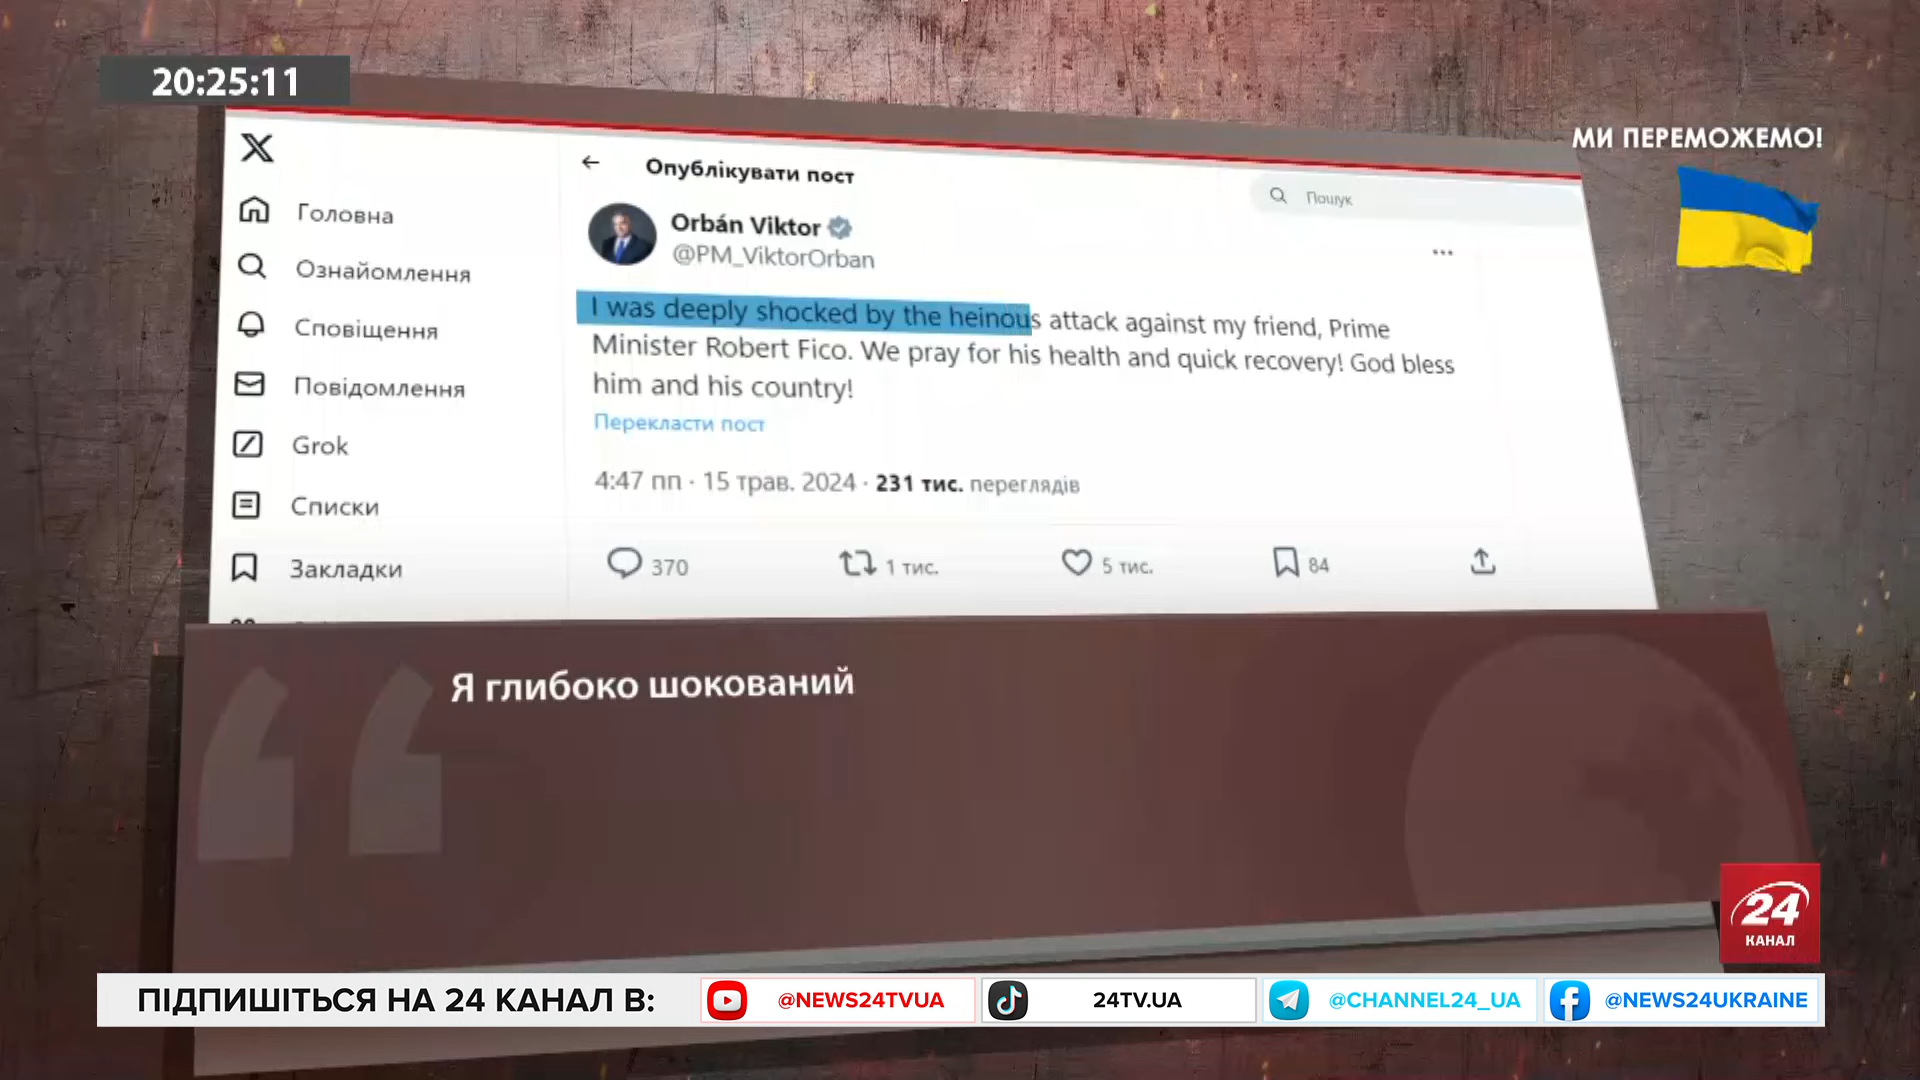 20:25:11
МИ ПЕРЕМОЖЕМО!
Опублікувати пост
Пошук
Головна
Ознайомлення
Сповіщення
Повідомлення
Grok
Списки
Закладки
Orbán Viktor
@PM_ViktorOrban
I was deeply shocked by the heinous attack against my friend, Prime
Minister Robert Fico. We pray for his health and quick recovery! God bless
him and his country!
Перекласти пост
4:47 пп · 15 трав. 2024 · 231 тис. переглядів
370 1 тис. 5 тис. 84
Я глибоко шокований
24
КАНАЛ
ПІДПИШІТЬСЯ НА 24 КАНАЛ В: @NEWS24TVUA 24TV.UA @CHANNEL24_UA @NEWS24UKRAINE